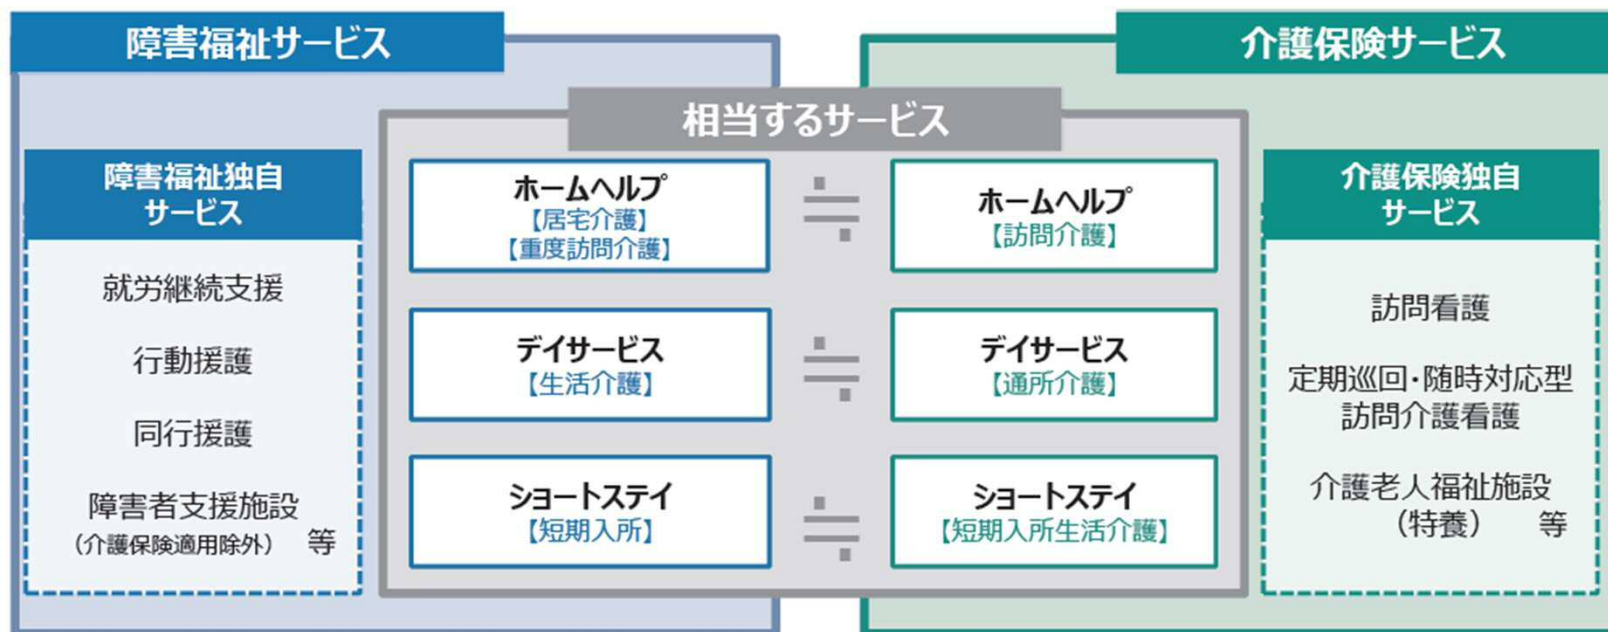 障害福祉サービス
介護保険サービス
相当するサービス
障害福祉独自
サービス
就労継続支援
行動援護
同行援護
障害者支援施設
（介護保険適用除外） 等
ホームヘルプ
【居宅介護】
【重度訪問介護】
≒
ホームヘルプ
【訪問介護】
デイサービス
【生活介護】
≒
デイサービス
【通所介護】
ショートステイ
【短期入所】
≒
ショートステイ
【短期入所生活介護】
介護保険独自
サービス
訪問看護
定期巡回・随時対応型
訪問介護看護
介護老人福祉施設
（特養） 等